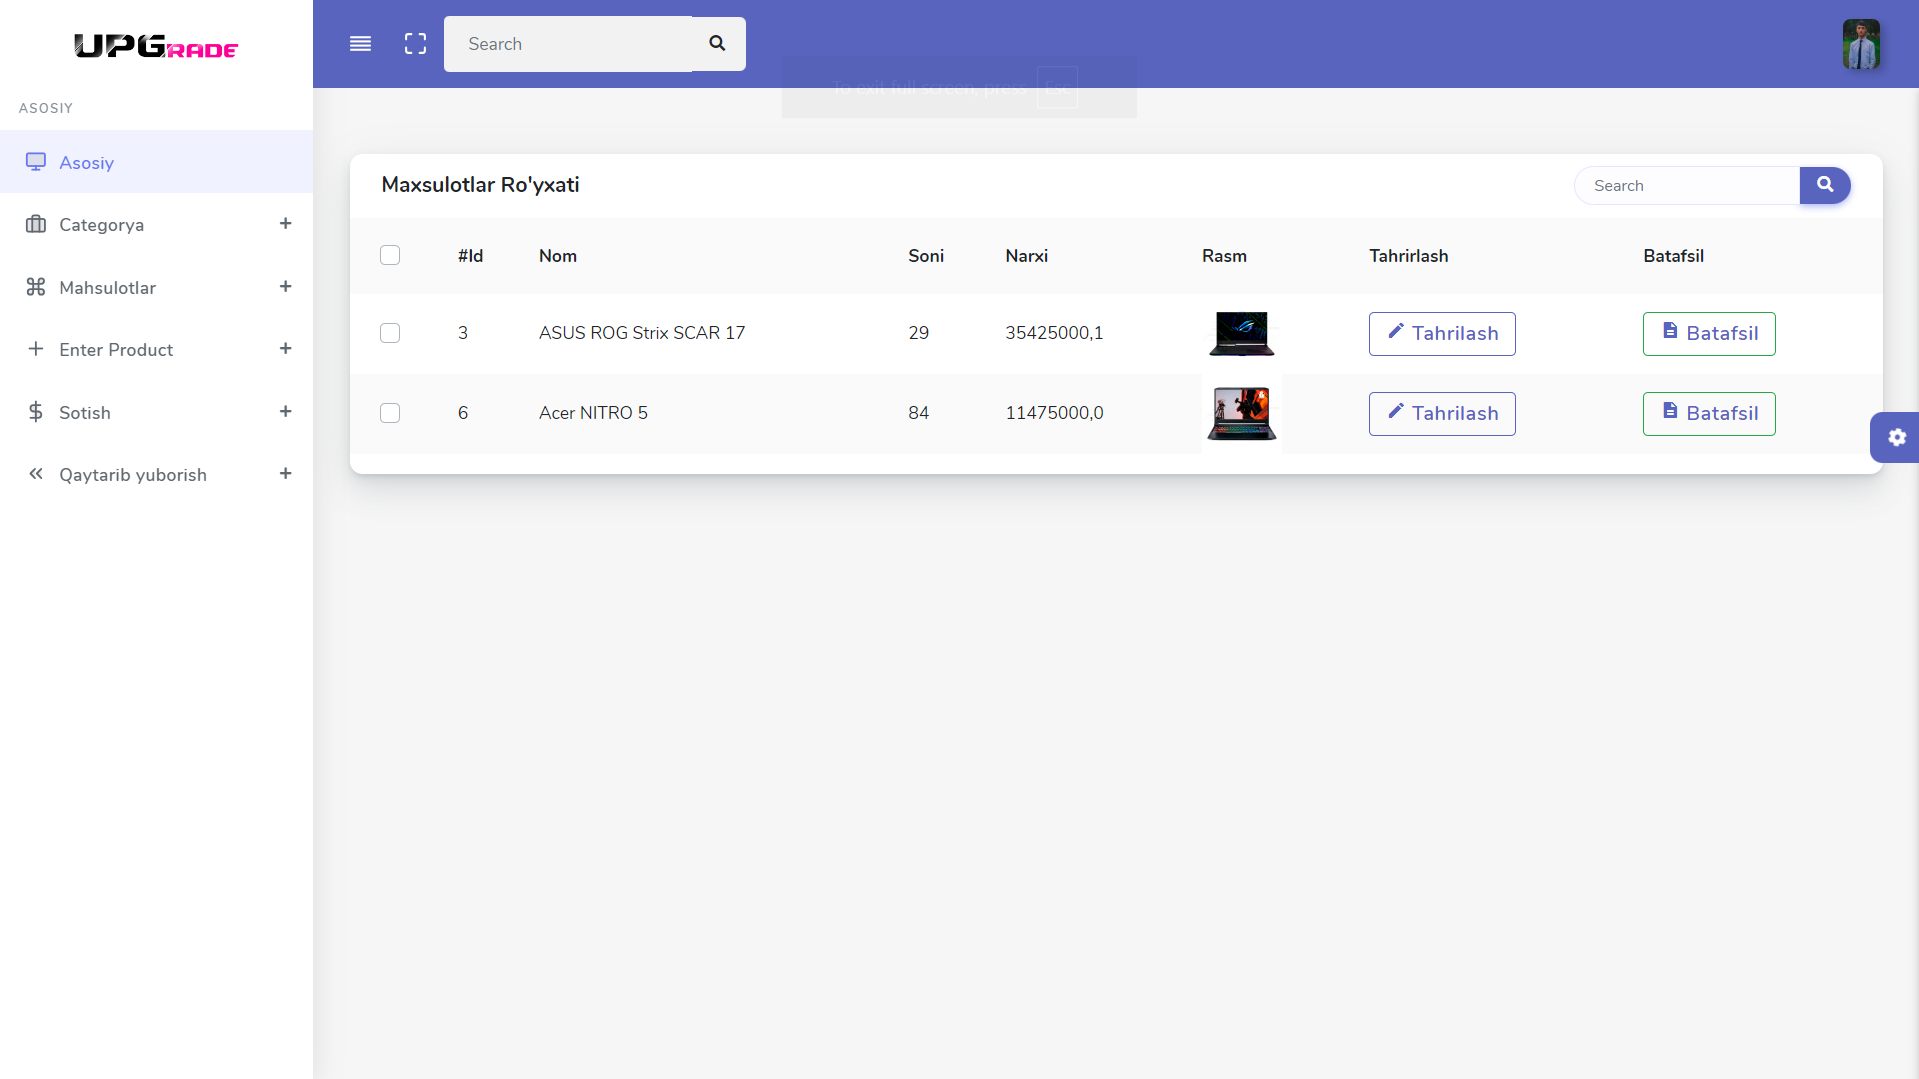 UPGRADE
Search
To exit full screen, press Esc
ASOSIY
Asosiy
Categorya +
Mahsulotlar +
Enter Product +
Sotish +
Qaytarib yuborish +
Maxsulotlar Ro'yxati
Search
#Id Nom Soni Narxi Rasm Tahrirlash Batafsil
3 ASUS ROG Strix SCAR 17 29 35425000,1 Tahrilash Batafsil
6 Acer NITRO 5 84 11475000,0 Tahrilash Batafsil